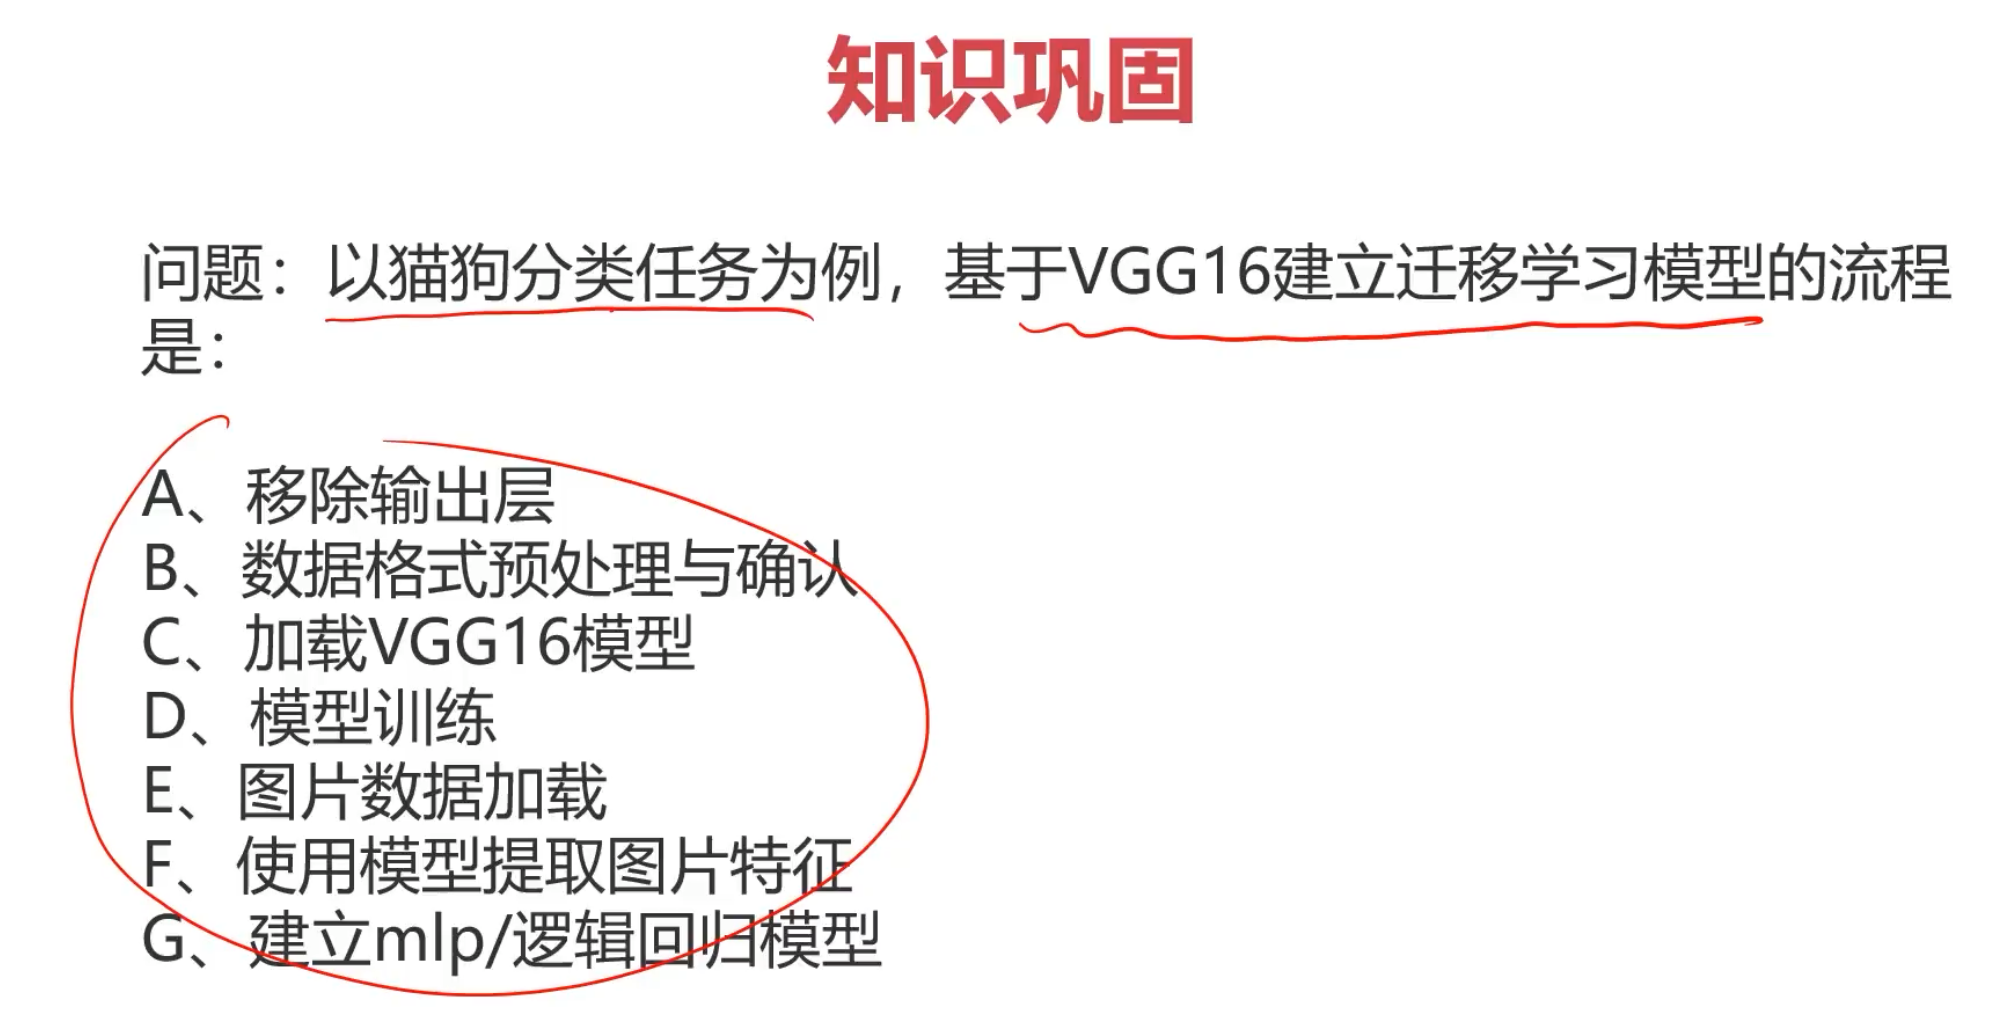 知识巩固
问题：以猫狗分类任务为例，基于VGG16建立迁移学习模型的流程
是：
A、移除输出层
B、数据格式预处理与确认
C、加载VGG16模型
D、模型训练
E、图片数据加载
F、使用模型提取图片特征
G、建立mlp/逻辑回归模型